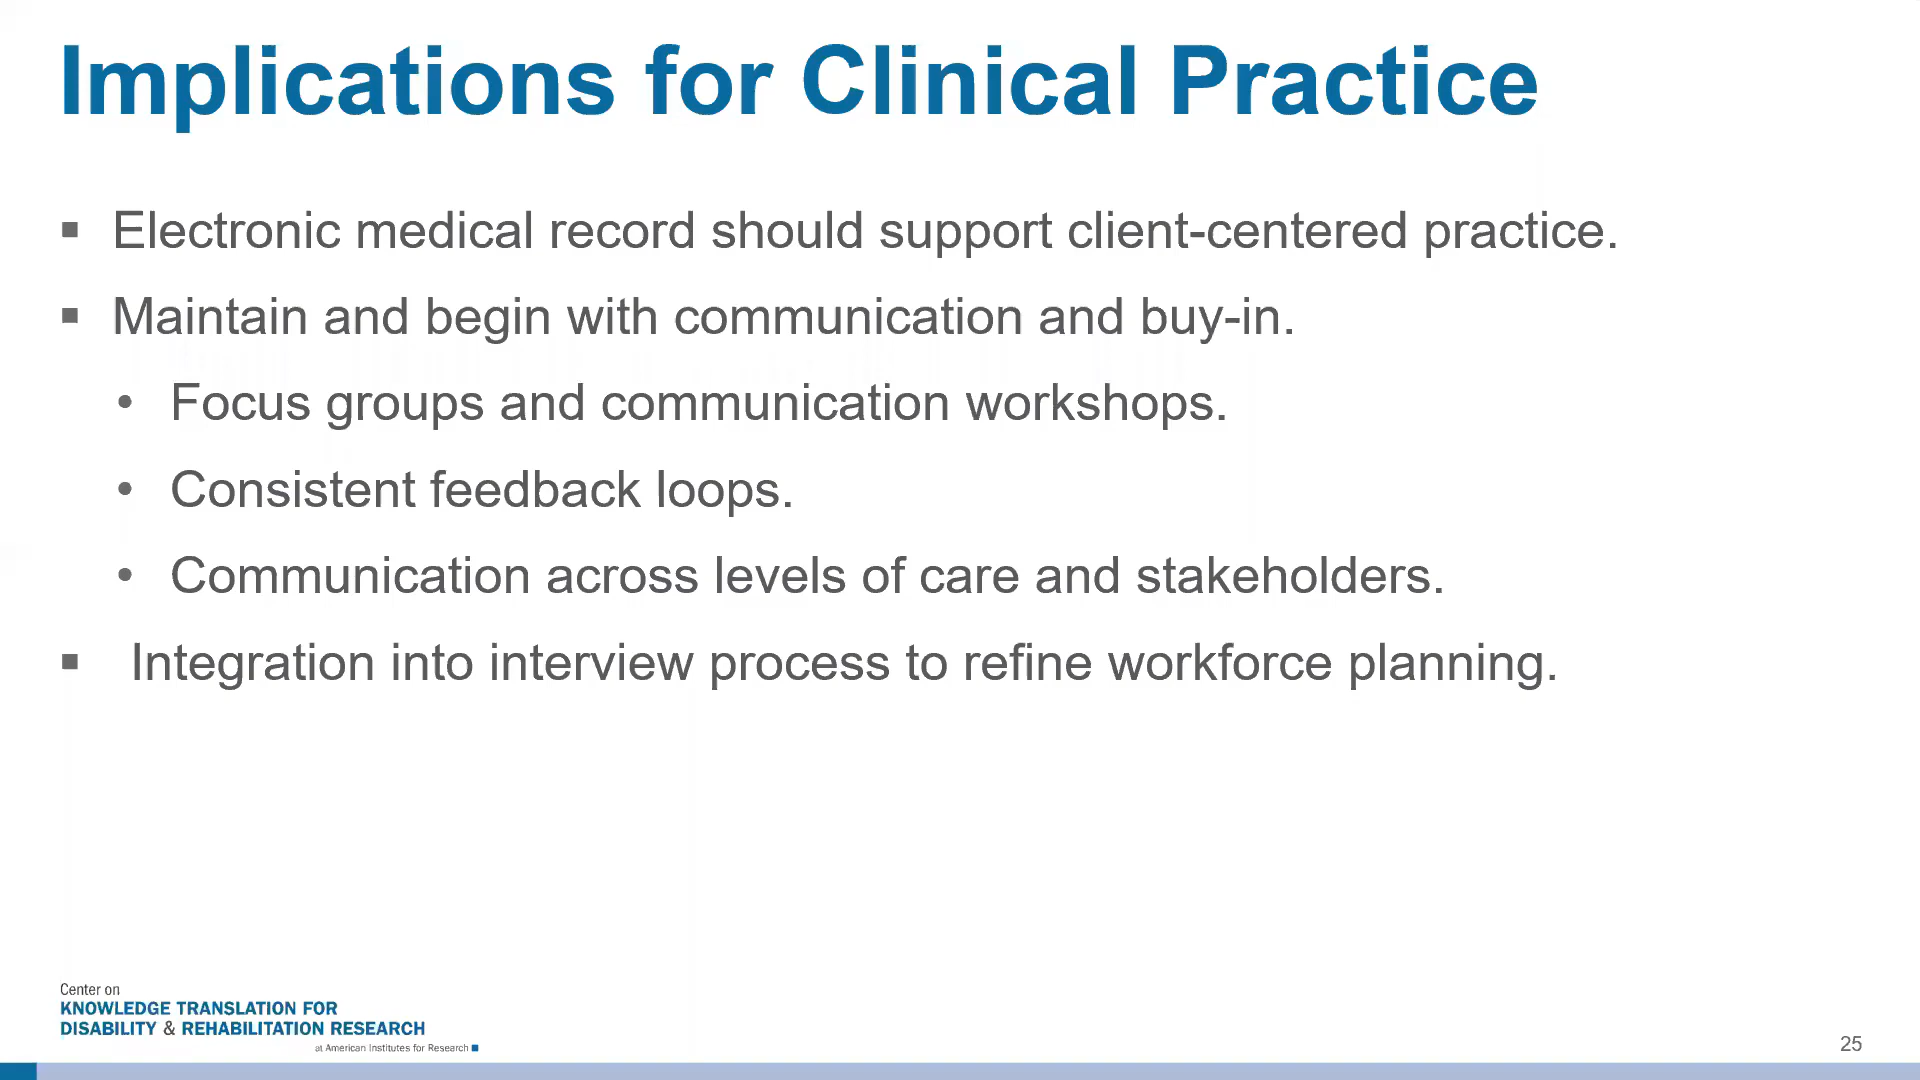 Implications for Clinical Practice
▪ Electronic medical record should support client-centered practice.
▪ Maintain and begin with communication and buy-in.
• Focus groups and communication workshops.
• Consistent feedback loops.
• Communication across levels of care and stakeholders.
▪ Integration into interview process to refine workforce planning.
Center on
KNOWLEDGE TRANSLATION FOR
DISABILITY & REHABILITATION RESEARCH
at American Institutes for Research
25